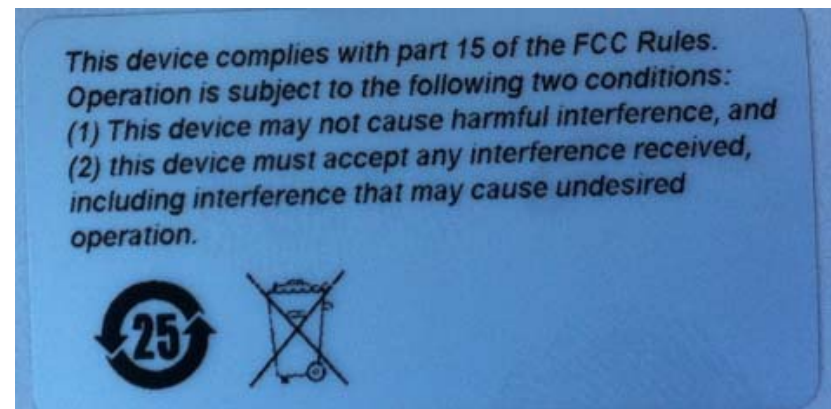 This device complies with part 15 of the FCC Rules.
Operation is subject to the following two conditions:
(1) This device may not cause harmful interference, and
(2) this device must accept any interference received,
including interference that may cause undesired
operation.
25